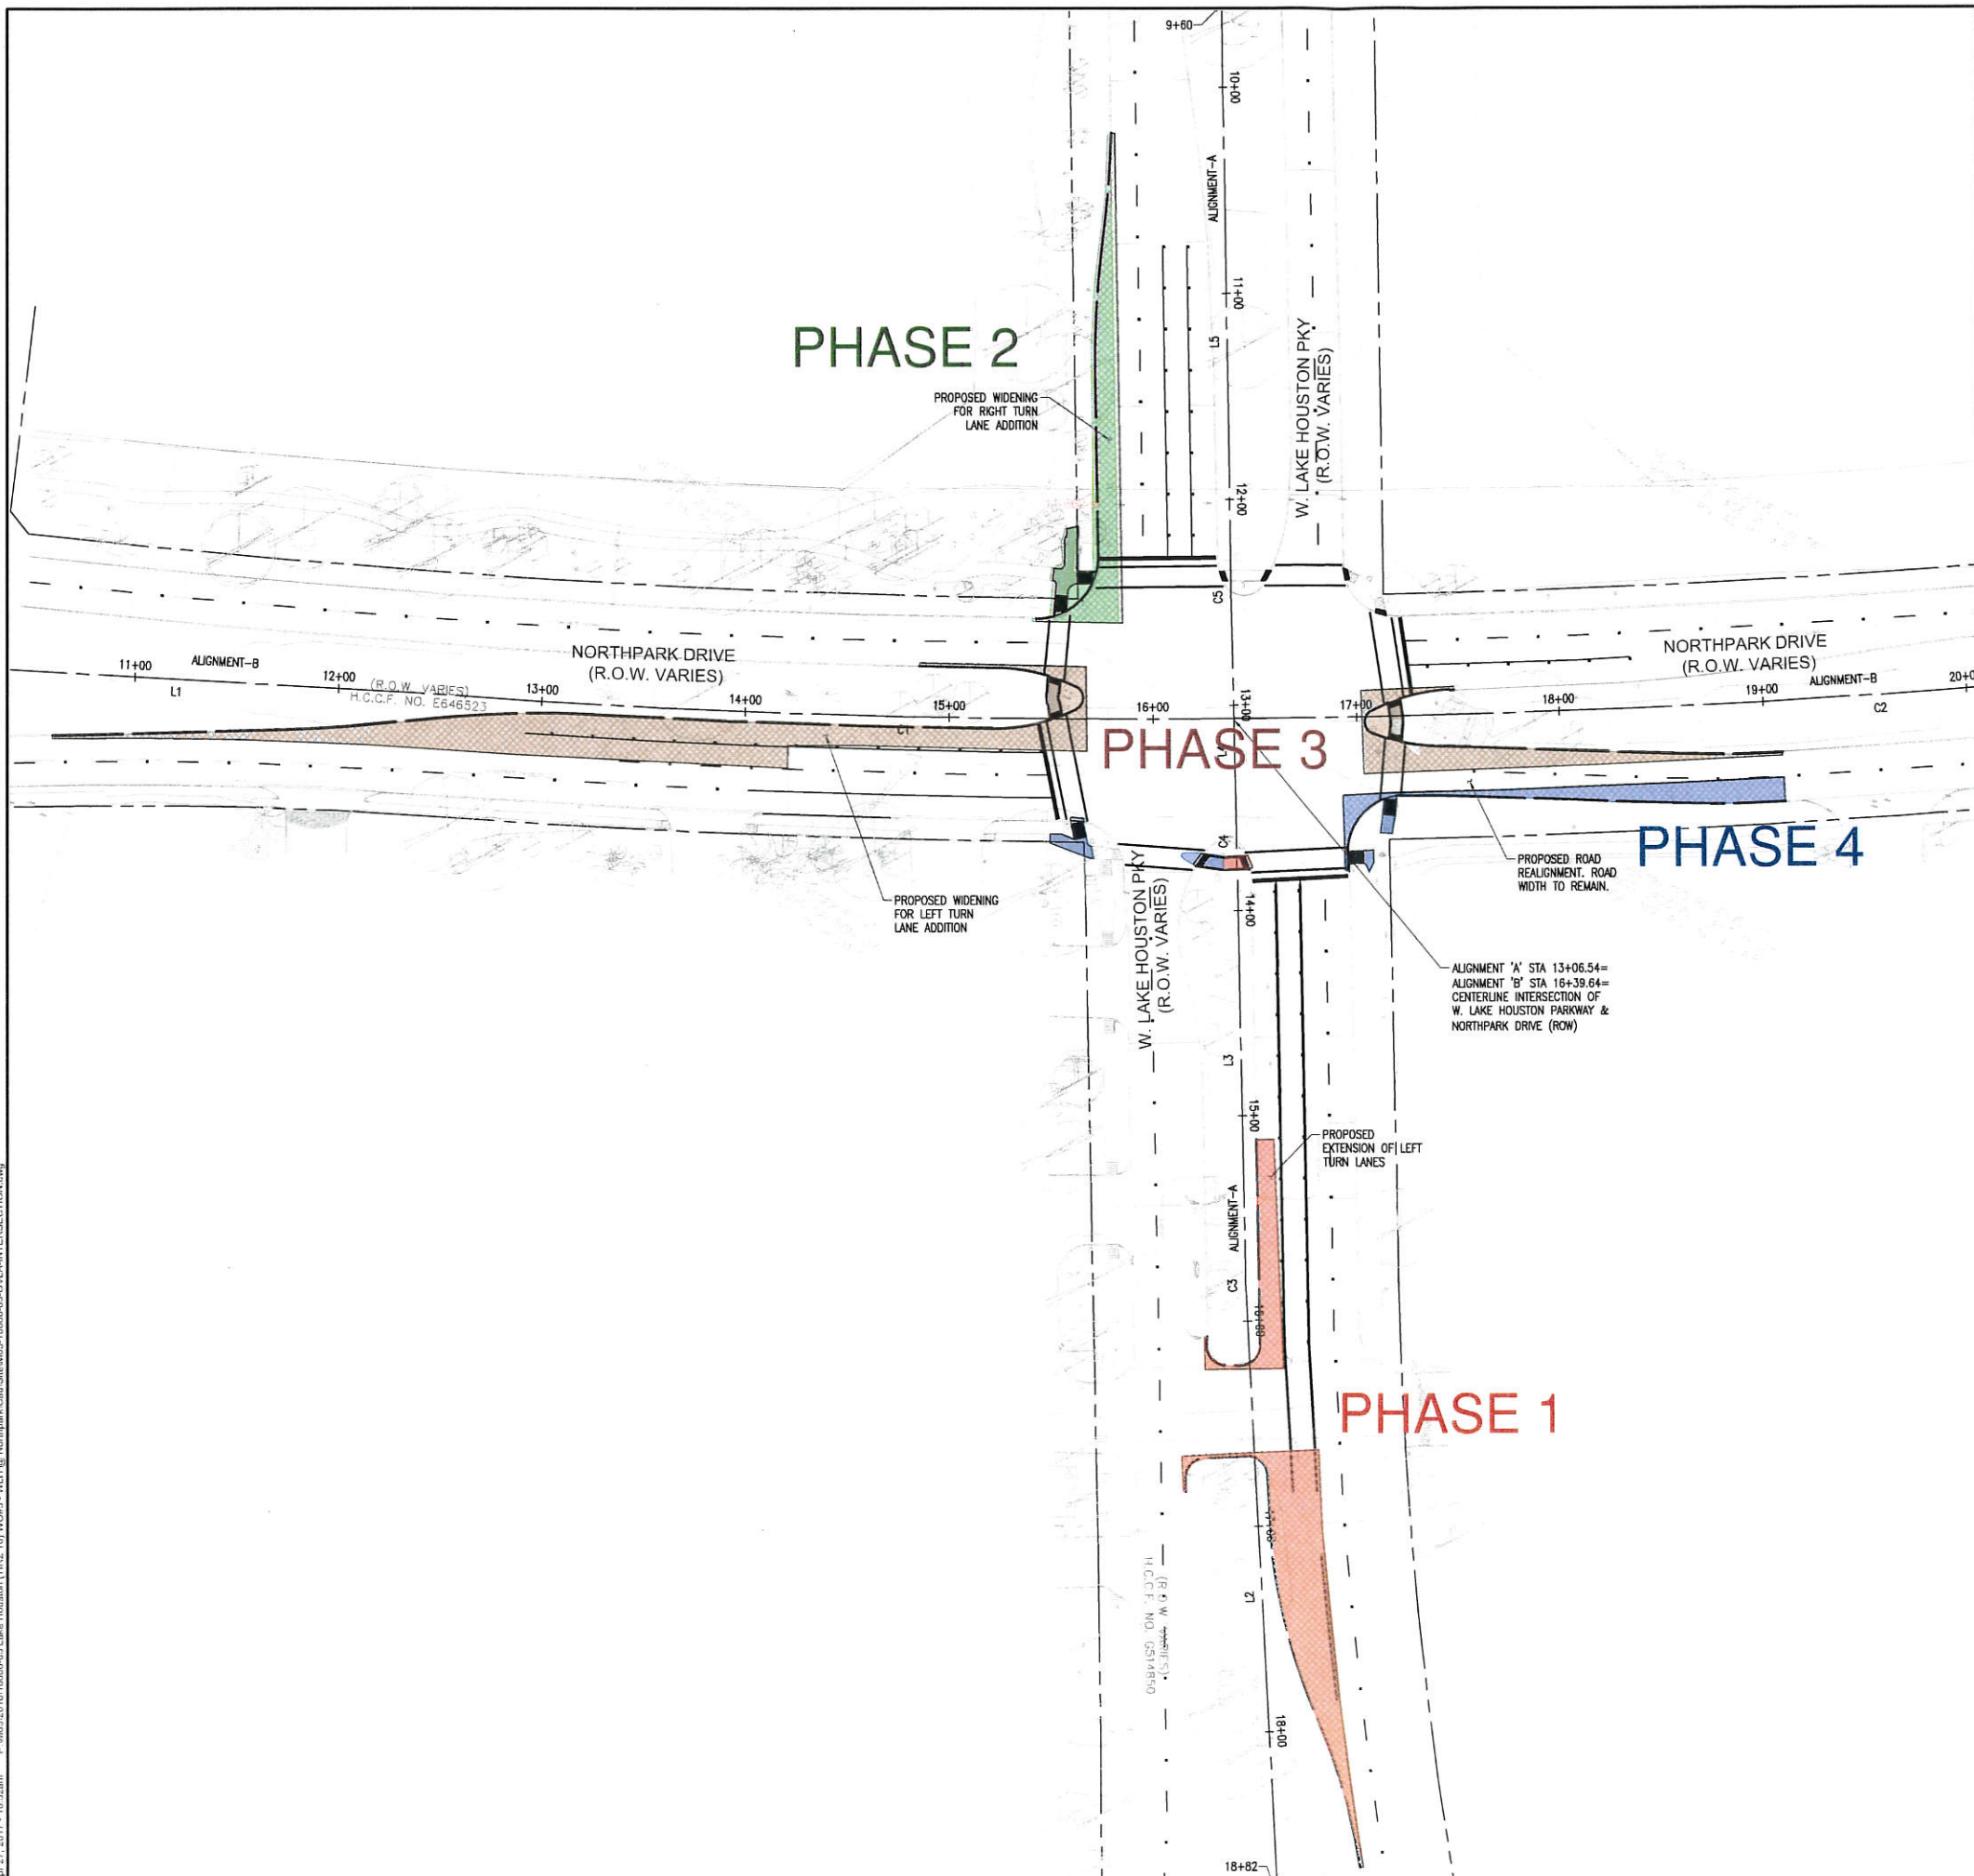 9+60
10+00
ALIGNMENT-A
11+00
L5
W. LAKE HOUSTON PKY
(R.O.W. VARIES)
PHASE 2
PROPOSED WIDENING
FOR RIGHT TURN
LANE ADDITION
12+00
C5
NORTHPARK DRIVE
(R.O.W. VARIES)
NORTHPARK DRIVE
(R.O.W. VARIES)
11+00
ALIGNMENT-B
L1
12+00
(R.O.W. VARIES)
H.C.C.F. NO. E646523
13+00
14+00
15+00
C1
16+00
13+00
17+00
18+00
19+00
ALIGNMENT-B
C2
PHASE 3
PHASE 4
C4
PROPOSED ROAD
REALIGNMENT. ROAD
WIDTH TO REMAIN.
PROPOSED WIDENING
FOR LEFT TURN
LANE ADDITION
W. LAKE HOUSTON PKY
(R.O.W. VARIES)
14+00
ALIGNMENT 'A' STA 13+06.54=
ALIGNMENT 'B' STA 16+39.64=
CENTERLINE INTERSECTION OF
W. LAKE HOUSTON PARKWAY &
NORTHPARK DRIVE (ROW)
L3
15+00
PROPOSED
EXTENSION OF LEFT
TURN LANES
ALIGNMENT-A
C3
16+00
PHASE 1
L2
(R.O.W. VARIES)
H.C.C.F. NO. G514850
18+00
18+82